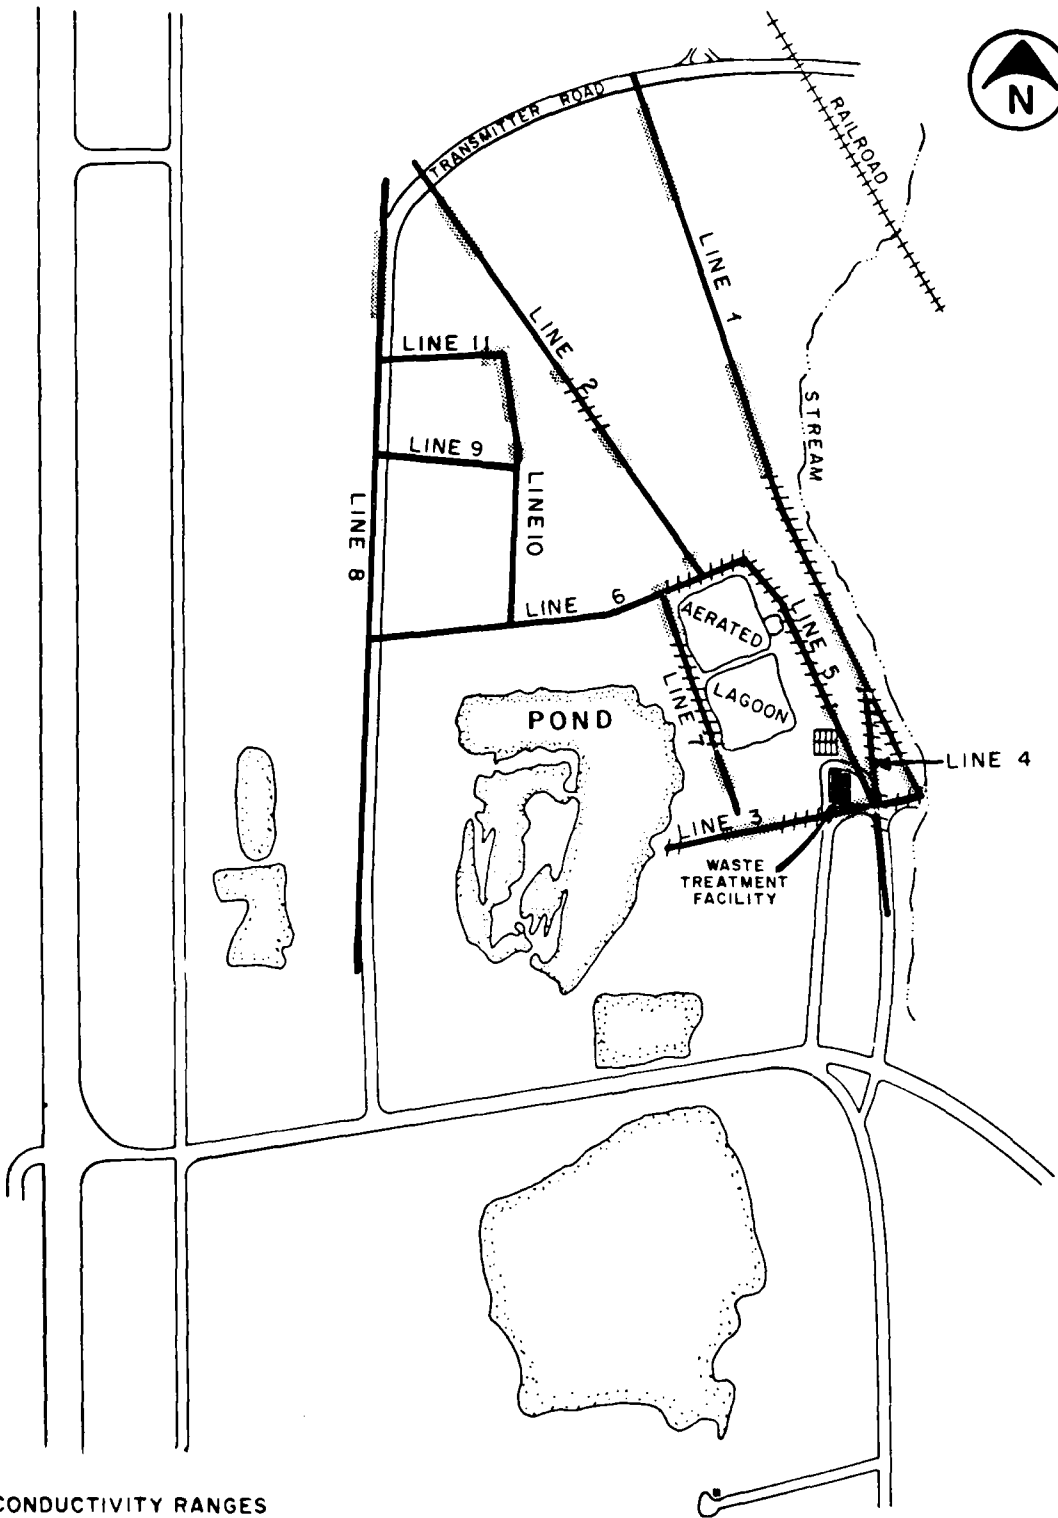 N
RAILROAD
TRANSMITTER ROAD
LINE 1
LINE 2
LINE 11
STREAM
LINE 9
LINE 10
LINE 8
LINE 6
AERATED
LAGOON
LINE 5
LINE 7
POND
LINE 4
LINE 3
WASTE
TREATMENT
FACILITY
CONDUCTIVITY RANGES